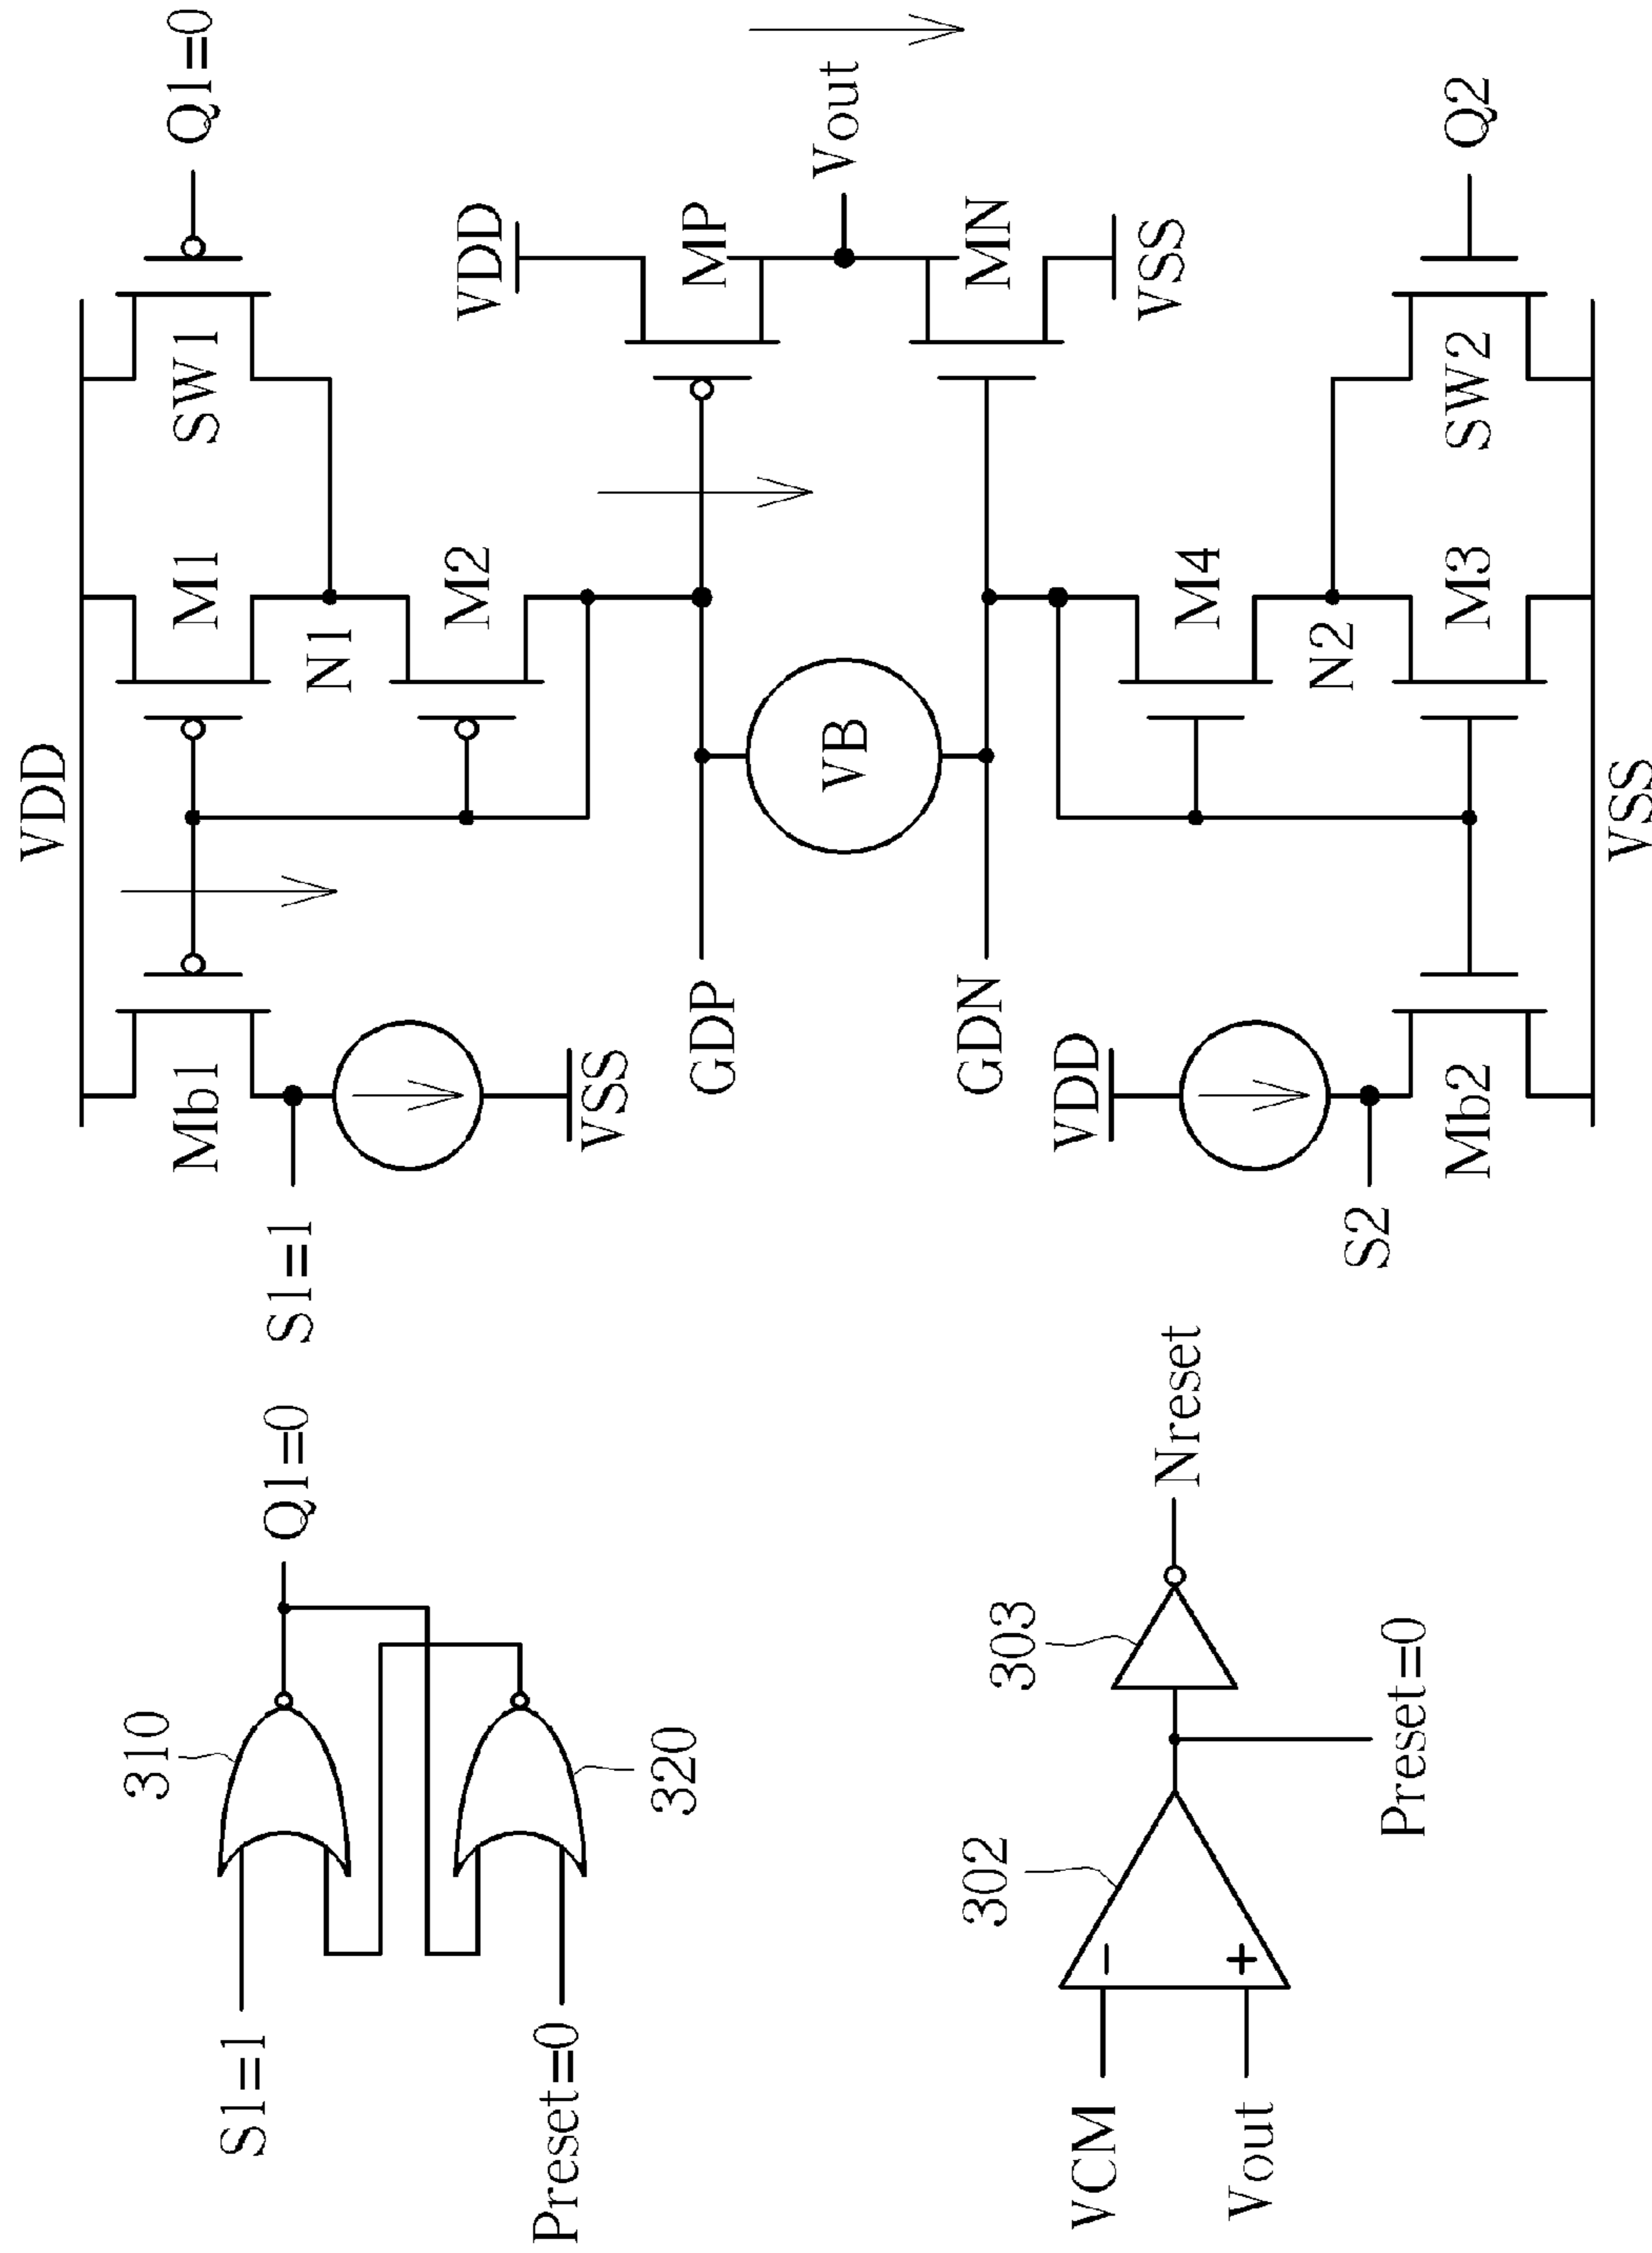 VDD
Mb1
M1
SW1
Q1=0
N1
S1=1
M2
VSS
VDD
GDP
MP
VB
Vout
GDN
MN
VDD
M4
VSS
N2
S2
Mb2
M3
SW2
Q2
VSS
310
S1=1
Q1=0
320
Preset=0
302
303
VCM
−
Nreset
Vout
+
Preset=0